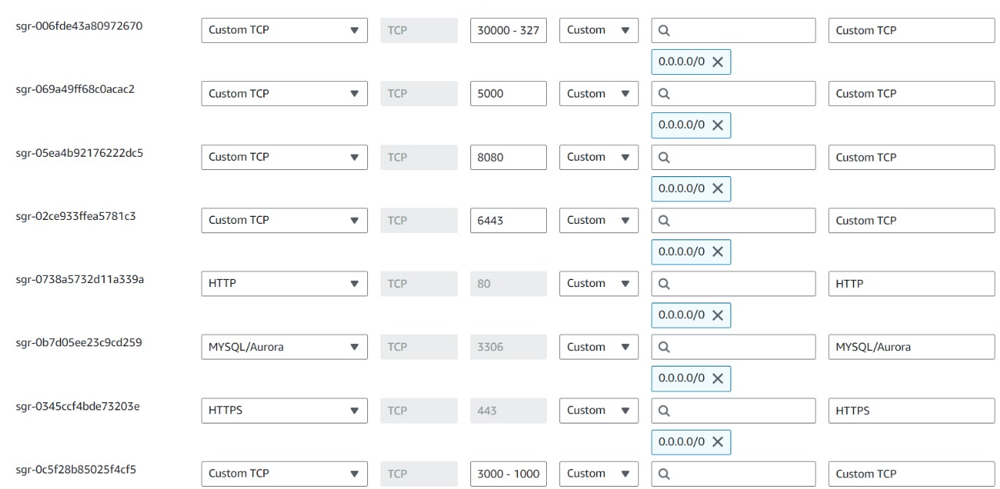 sgr-006fde43a80972670 Custom TCP TCP 30000 - 327 Custom Custom TCP
0.0.0.0/0
sgr-069a49ff68c0acac2 Custom TCP TCP 5000 Custom Custom TCP
0.0.0.0/0
sgr-05ea4b92176222dc5 Custom TCP TCP 8080 Custom Custom TCP
0.0.0.0/0
sgr-02ce933ffea5781c3 Custom TCP TCP 6443 Custom Custom TCP
0.0.0.0/0
sgr-0738a5732d11a339a HTTP TCP 80 Custom HTTP
0.0.0.0/0
sgr-0b7d05ee23c9cd259 MYSQL/Aurora TCP 3306 Custom MYSQL/Aurora
0.0.0.0/0
sgr-0345ccf4bde73203e HTTPS TCP 443 Custom HTTPS
0.0.0.0/0
sgr-0c5f28b85025f4cf5 Custom TCP TCP 3000 - 1000 Custom Custom TCP